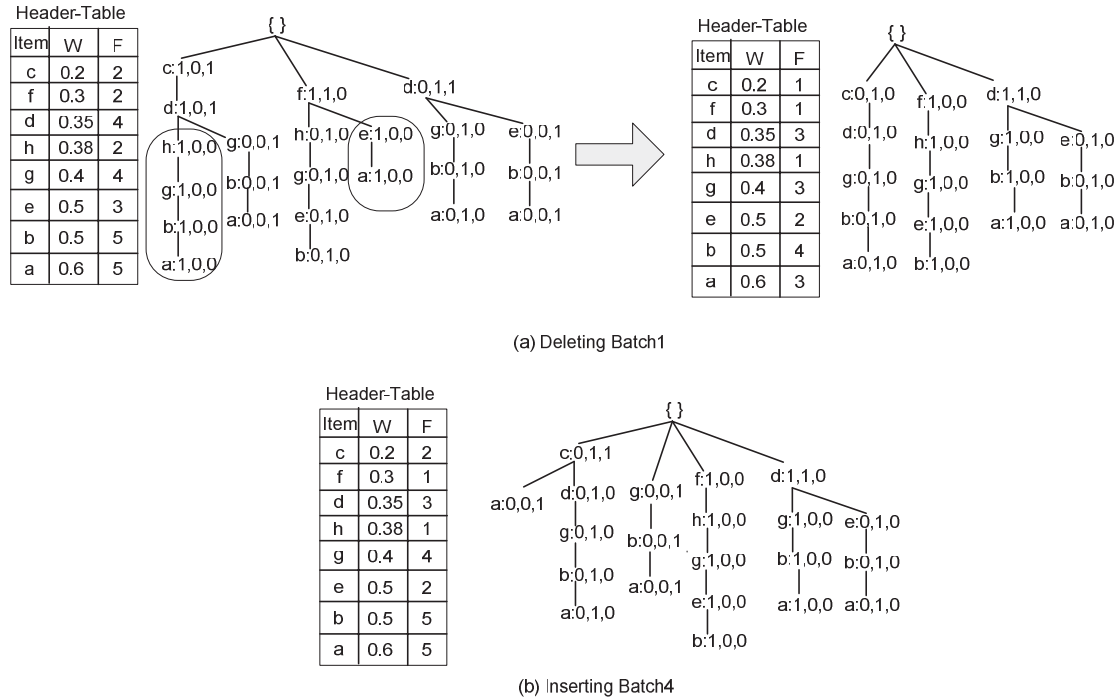 Header-Table
Item W F
c 0.2 2
f 0.3 2
d 0.35 4
h 0.38 2
g 0.4 4
e 0.5 3
b 0.5 5
a 0.6 5
{ }
c:1,0,1
f:1,1,0
d:0,1,1
d:1,0,1
h:1,0,0
g:0,0,1
h:0,1,0
e:1,0,0
g:0,1,0
e:0,0,1
g:1,0,0
b:0,0,1
g:0,1,0
a:1,0,0
b:0,1,0
b:0,0,1
b:1,0,0
a:0,0,1
e:0,1,0
a:0,1,0
a:0,0,1
a:1,0,0
b:0,1,0
Header-Table
Item W F
c 0.2 1
f 0.3 1
d 0.35 3
h 0.38 1
g 0.4 3
e 0.5 2
b 0.5 4
a 0.6 3
{ }
c:0,1,0
f:1,0,0
d:1,1,0
d:0,1,0
h:1,0,0
g:1,0,0
e:0,1,0
g:0,1,0
g:1,0,0
b:1,0,0
b:0,1,0
b:0,1,0
e:1,0,0
a:1,0,0
a:0,1,0
a:0,1,0
b:1,0,0
(a) Deleting Batch1
Header-Table
Item W F
c 0.2 2
f 0.3 1
d 0.35 3
h 0.38 1
g 0.4 4
e 0.5 2
b 0.5 5
a 0.6 5
{ }
c:0,1,1
g:0,0,1
f:1,0,0
d:1,1,0
a:0,0,1
d:0,1,0
b:0,0,1
h:1,0,0
g:1,0,0
e:0,1,0
g:0,1,0
a:0,0,1
g:1,0,0
b:1,0,0
b:0,1,0
b:0,1,0
e:1,0,0
a:1,0,0
a:0,1,0
a:0,1,0
b:1,0,0
(b) Inserting Batch4